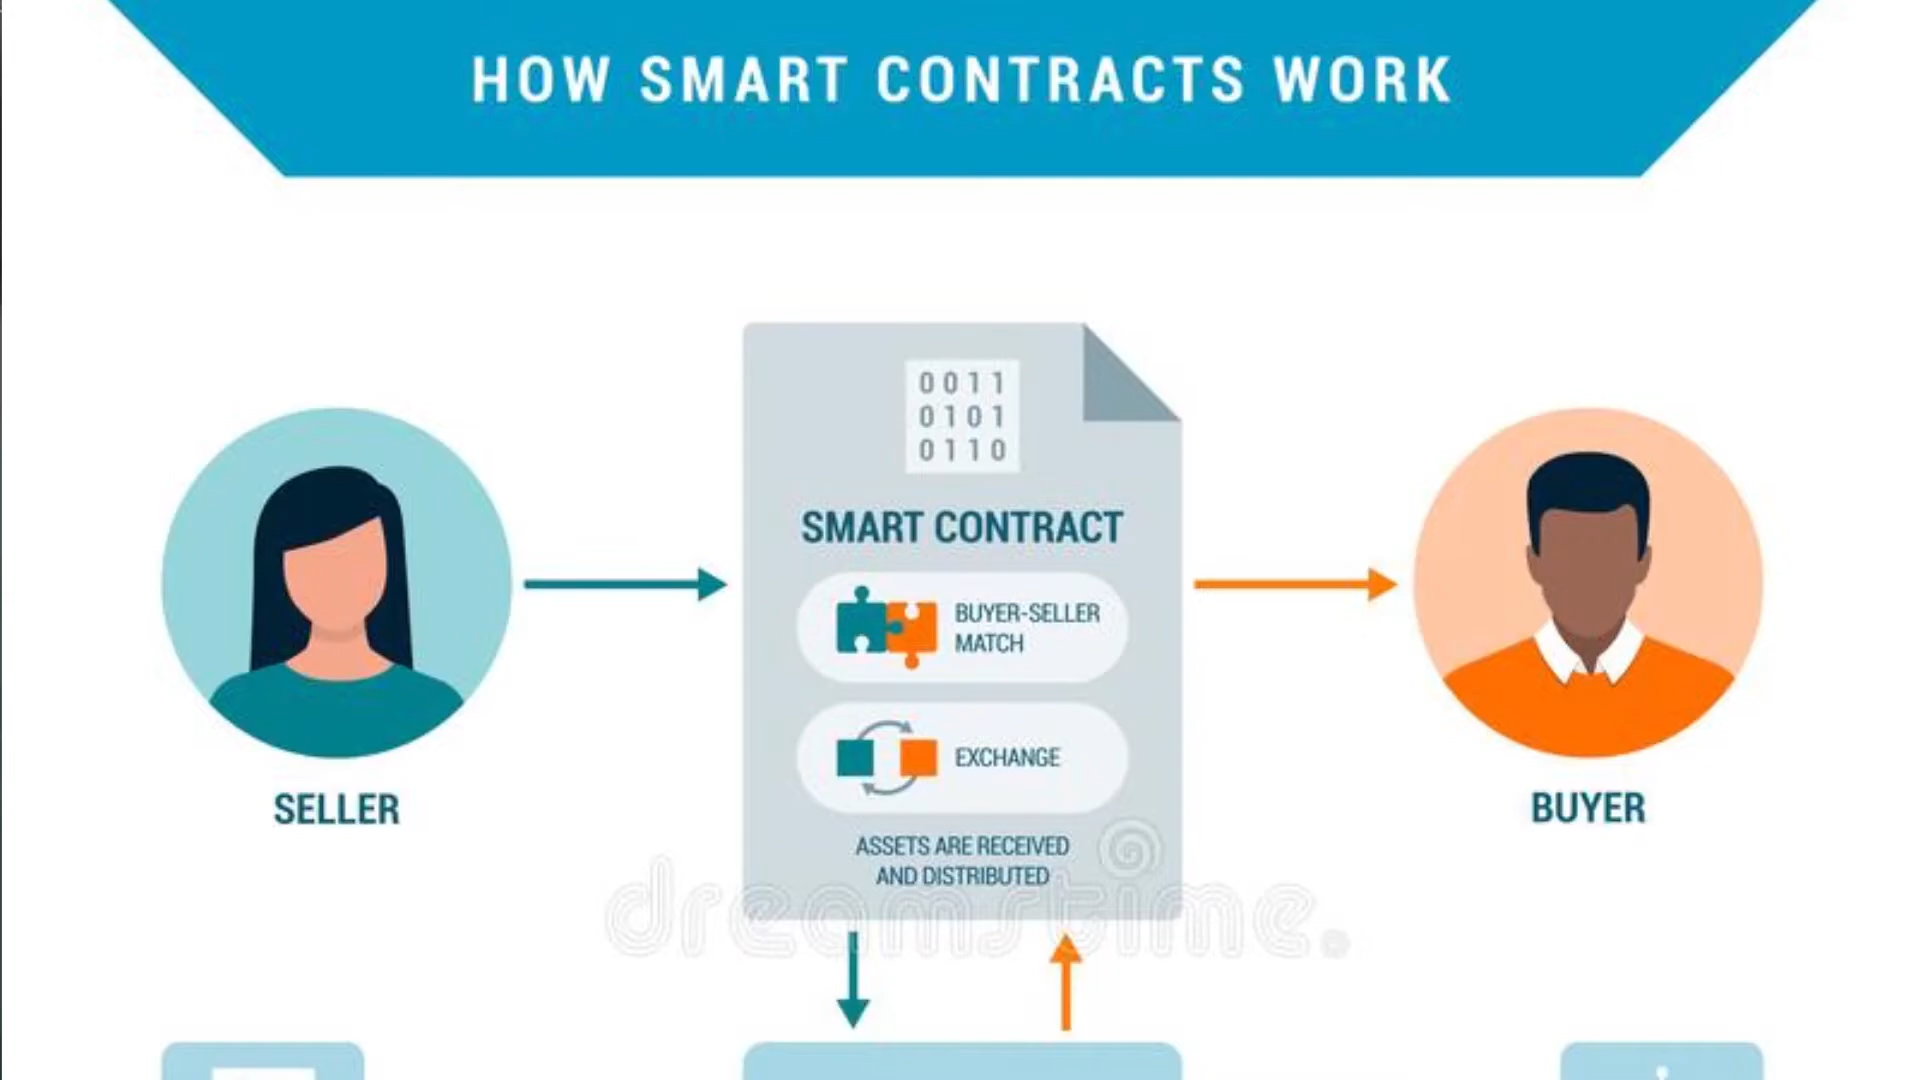 HOW SMART CONTRACTS WORK
0011
0101
0110
SMART CONTRACT
BUYER-SELLER
MATCH
EXCHANGE
ASSETS ARE RECEIVED
AND DISTRIBUTED
SELLER
BUYER
dreamstime.